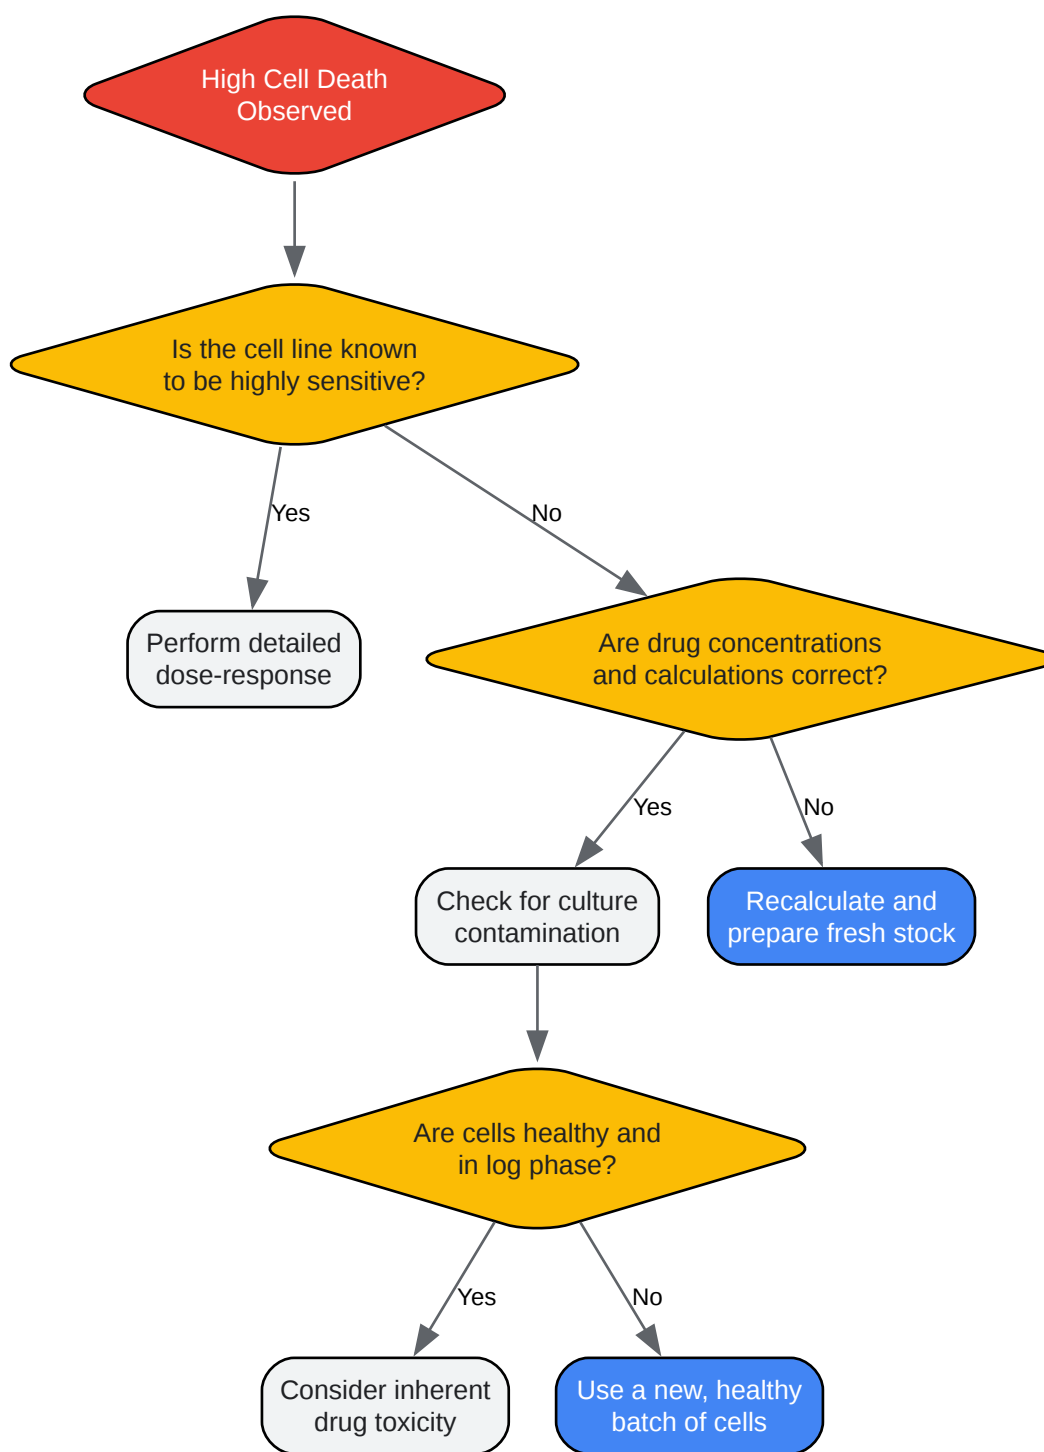 High Cell Death
Observed
Is the cell line known
to be highly sensitive?
Yes
No
Perform detailed
dose-response
Are drug concentrations
and calculations correct?
Yes
No
Check for culture
contamination
Recalculate and
prepare fresh stock
Are cells healthy and
in log phase?
Yes
No
Consider inherent
drug toxicity
Use a new, healthy
batch of cells